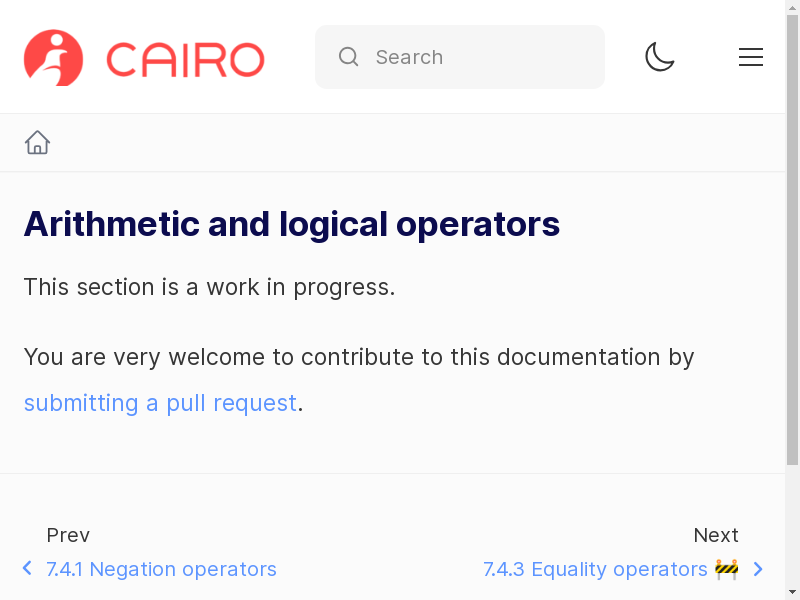 CAIRO
Search
Arithmetic and logical operators
This section is a work in progress.
You are very welcome to contribute to this documentation by
submitting a pull request.
Prev
Next
7.4.1 Negation operators
7.4.3 Equality operators 🚧